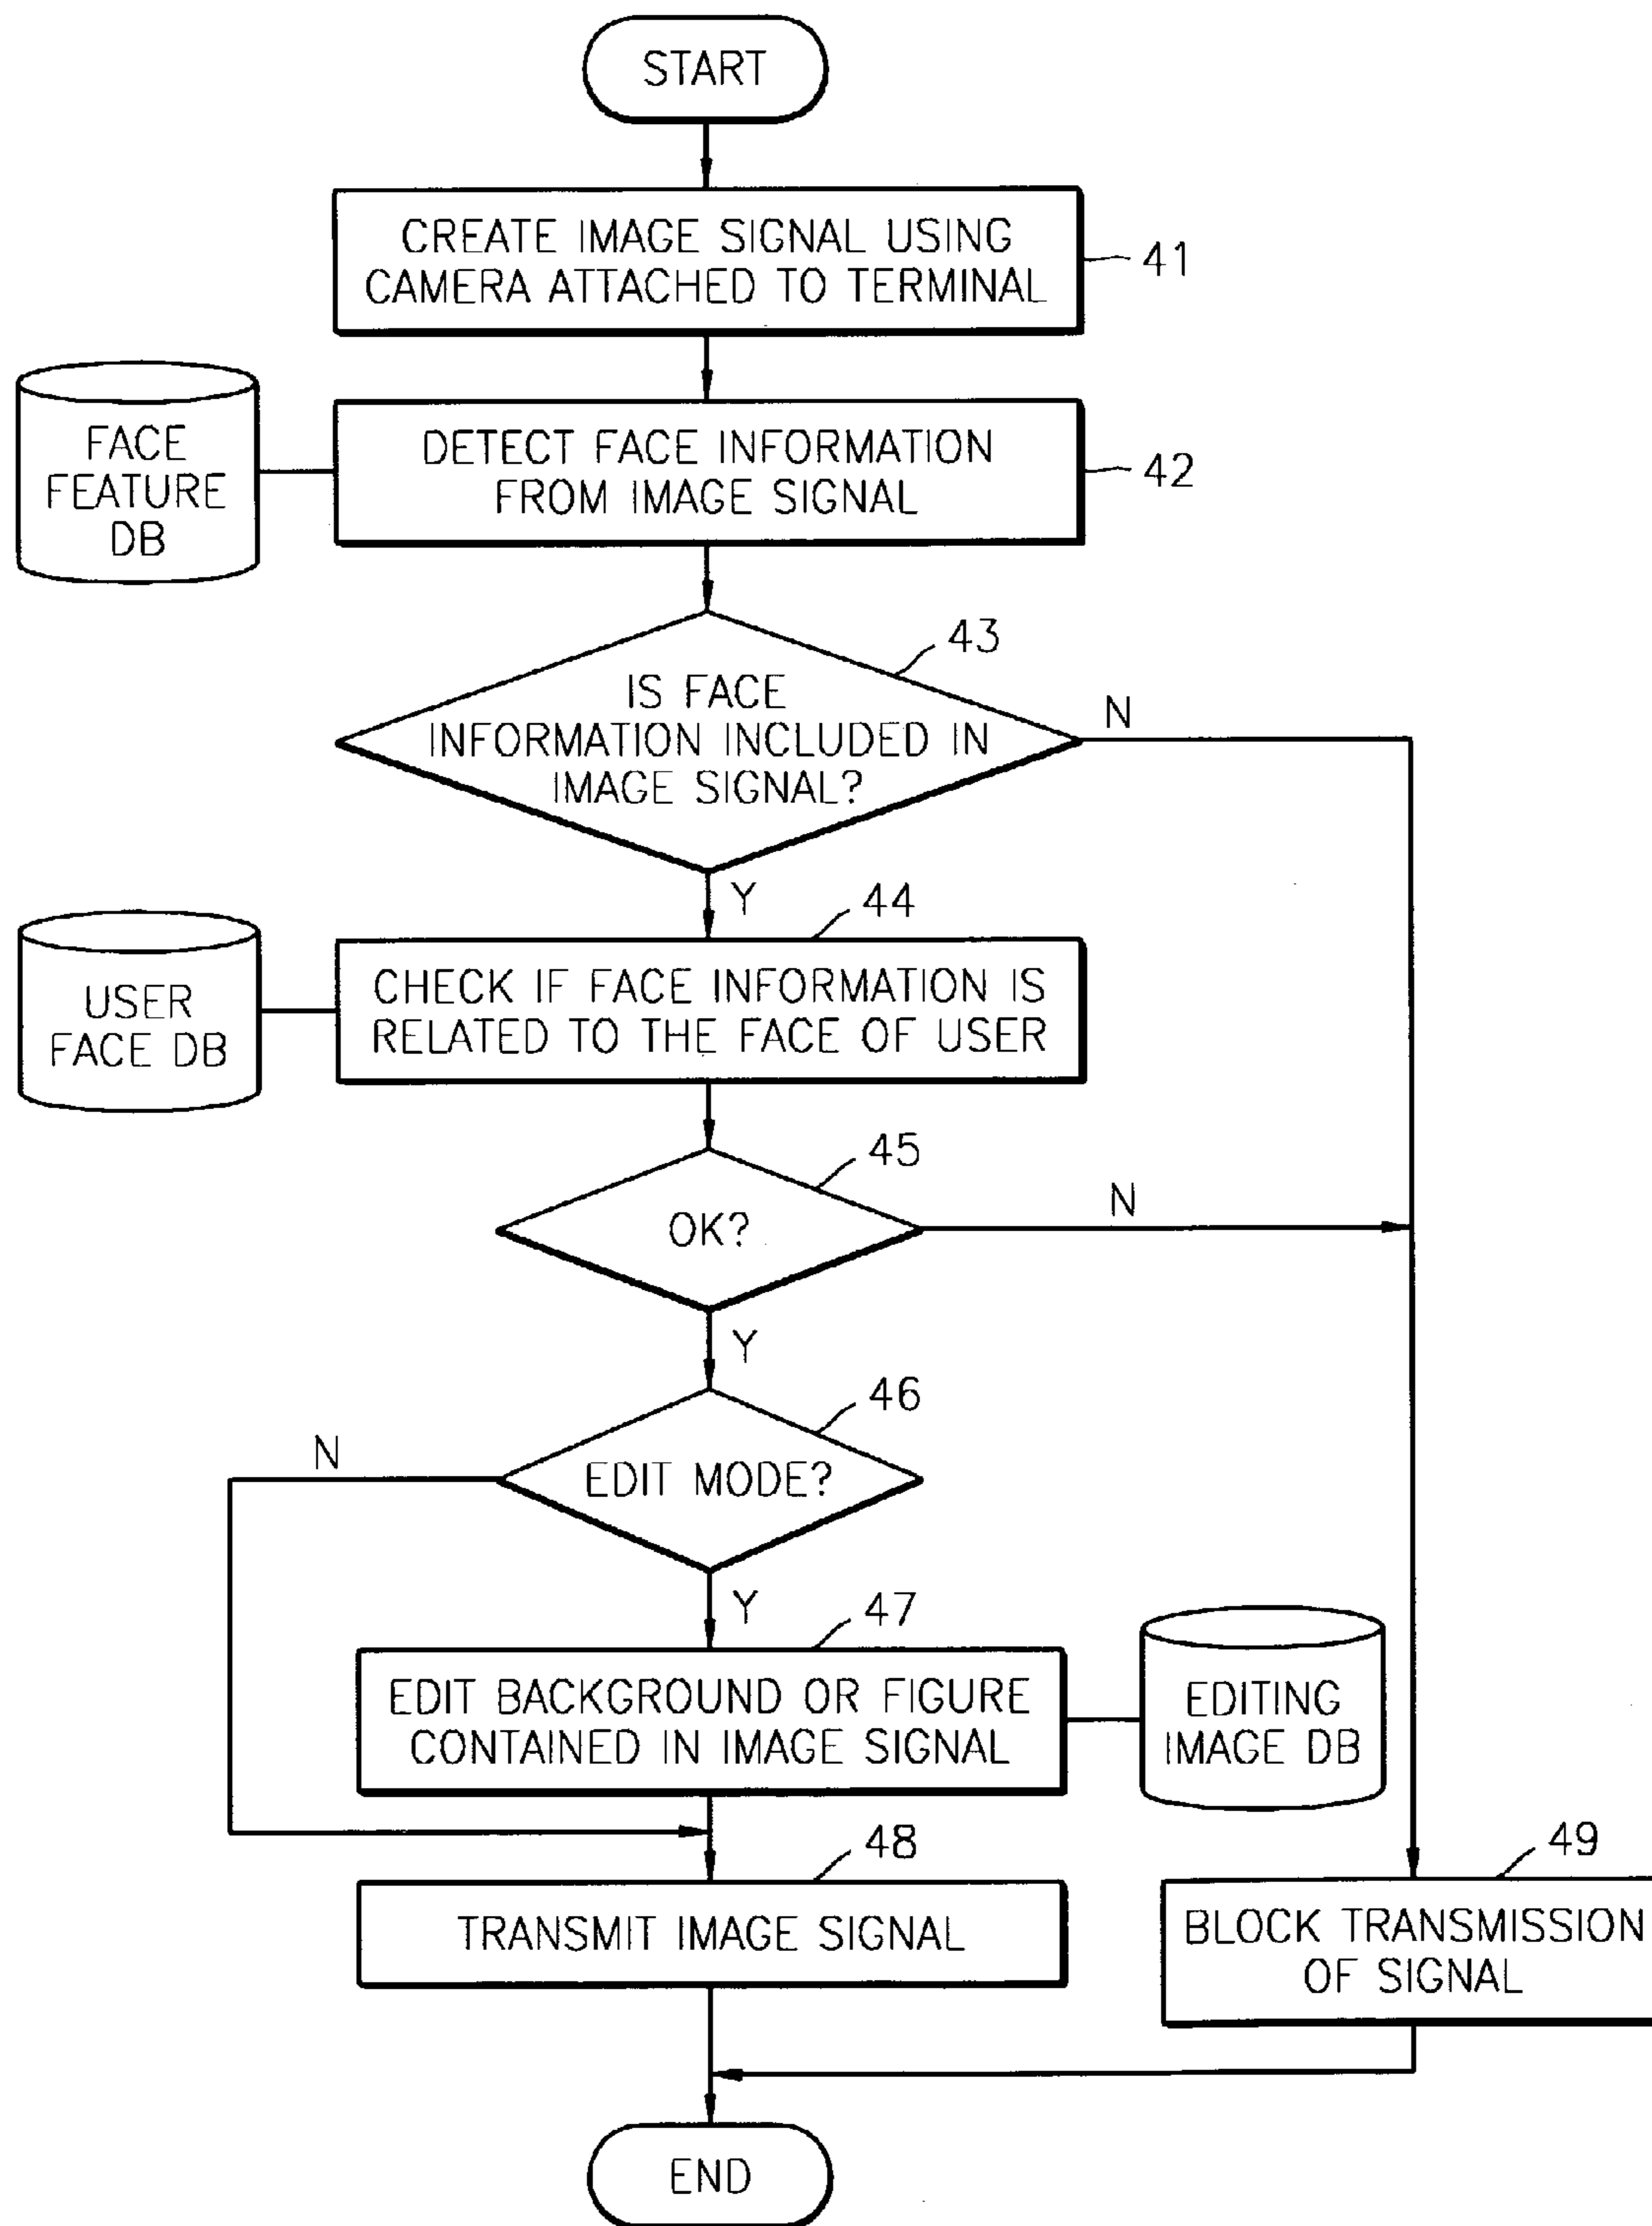 START
CREATE IMAGE SIGNAL USING
CAMERA ATTACHED TO TERMINAL
41
FACE
FEATURE
DB
DETECT FACE INFORMATION
FROM IMAGE SIGNAL
42
43
IS FACE
INFORMATION INCLUDED IN
IMAGE SIGNAL?
N
Y
44
USER
FACE DB
CHECK IF FACE INFORMATION IS
RELATED TO THE FACE OF USER
45
OK?
N
Y
46
N
EDIT MODE?
Y
47
EDIT BACKGROUND OR FIGURE
CONTAINED IN IMAGE SIGNAL
EDITING
IMAGE DB
48
TRANSMIT IMAGE SIGNAL
49
BLOCK TRANSMISSION
OF SIGNAL
END